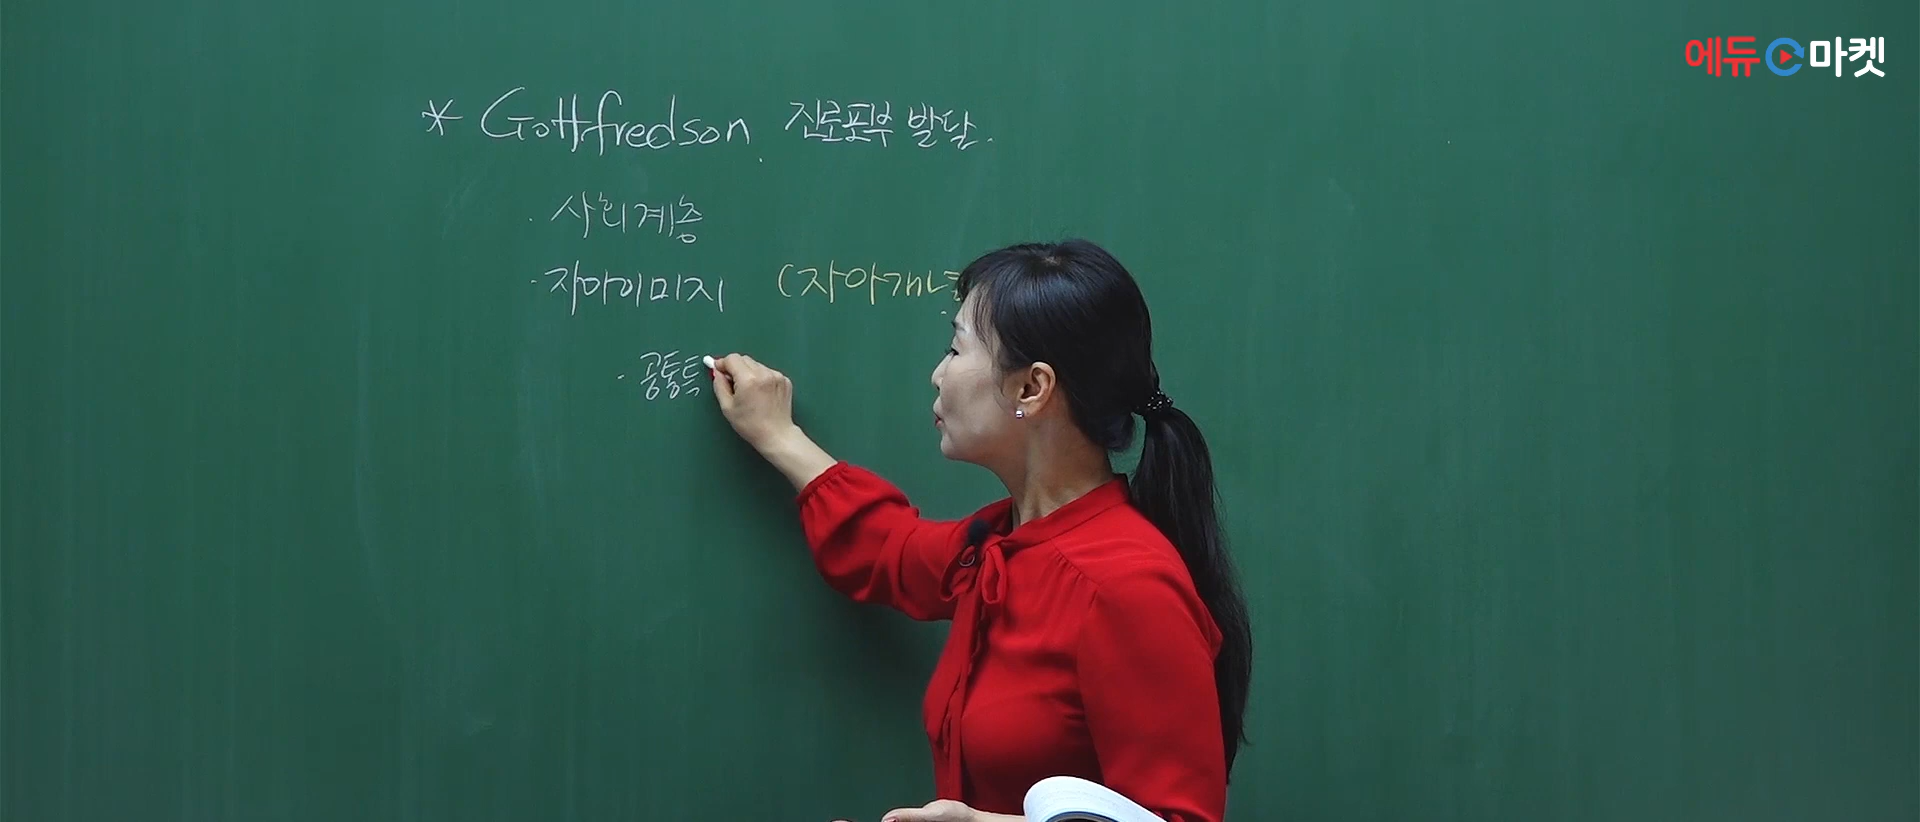 에듀 마켓
* Gottfredson 진로포부 발달.
· 사회계층
· 자아이미지 (자아개념
· 공통특